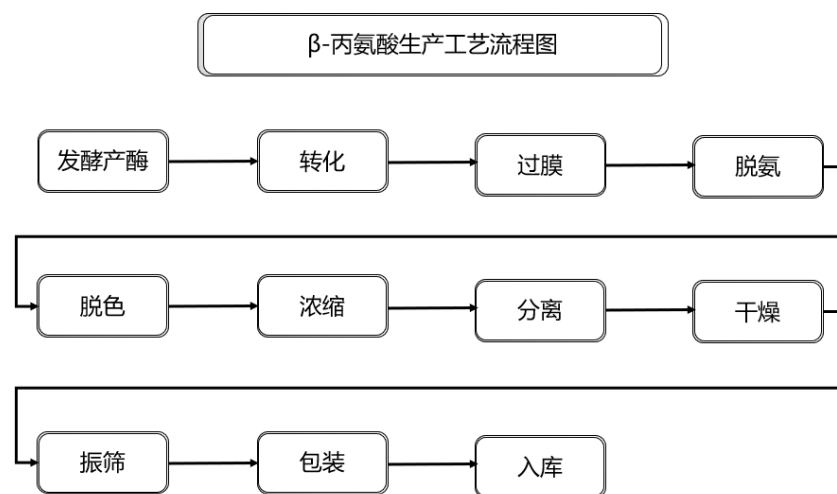 β-丙氨酸生产工艺流程图
发酵产酶
转化
过膜
脱氨
脱色
浓缩
分离
干燥
振筛
包装
入库